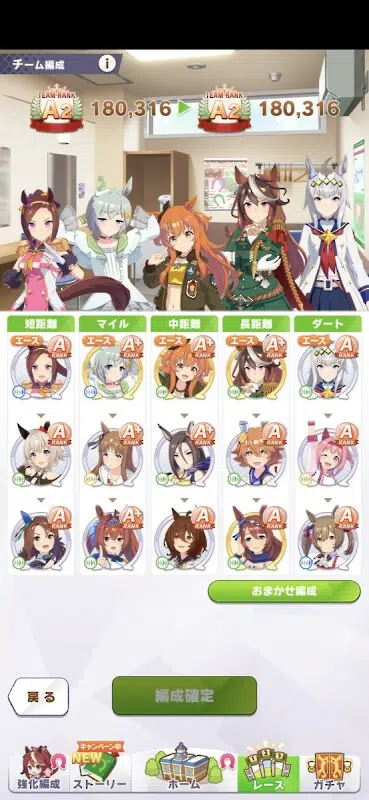 チーム編成 i
TEAM RANK A2 180,316 TEAM RANK A2 180,316
短距離 マイル 中距離 長距離 ダート
エース A RANK エース A+ RANK エース A+ RANK エース A+ RANK エース A RANK
A RANK A+ RANK A+ RANK A RANK A RANK
A RANK A+ RANK A RANK A RANK A RANK
おまかせ編成
戻る 編成確定
キャンペーン中
NEW
強化編成 ストーリー ホーム レース ガチャ